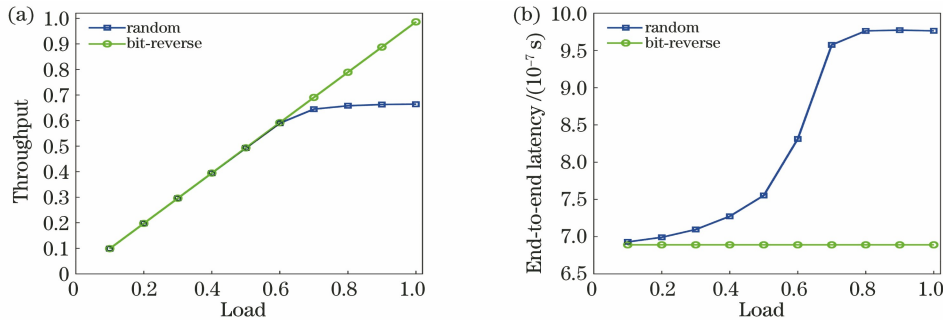 (a)
1.0
0.9
0.8
0.7
0.6
0.5
0.4
0.3
0.2
0.1
0
Throughput
random
bit-reverse
0 0.2 0.4 0.6 0.8 1.0
Load
(b)
10.0
9.5
9.0
8.5
8.0
7.5
7.0
6.5
End-to-end latency /(10⁻⁷ s)
random
bit-reverse
0 0.2 0.4 0.6 0.8 1.0
Load